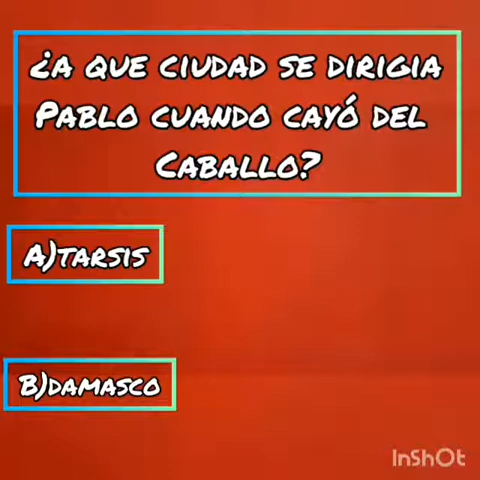 ¿A QUE CIUDAD SE DIRIGIA
PABLO CUANDO CAYÓ DEL
CABALLO?
A)TARSIS
B)DAMASCO
InShOt